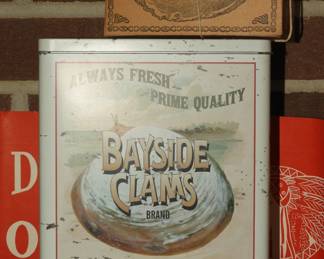 ALWAYS FRESH
PRIME QUALITY
BAYSIDE
CLAMS
BRAND
D
O